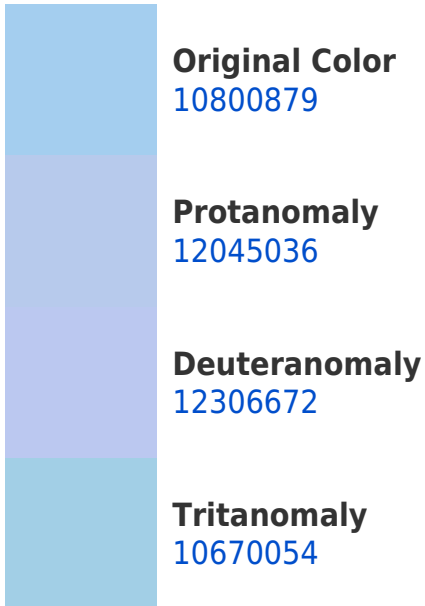 Original Color
10800879
Protanomaly
12045036
Deuteranomaly
12306672
Tritanomaly
10670054